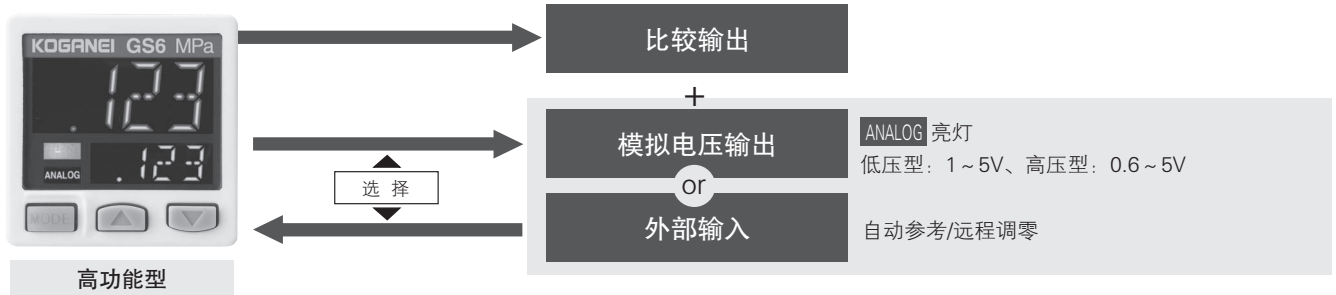 KOGANEI GS6 MPa
.123
.123
ANALOG
MODE
高功能型
选择
比较输出
+
模拟电压输出
or
外部输入
ANALOG 亮灯
低压型：1~5V、高压型：0.6~5V
自动参考/远程调零